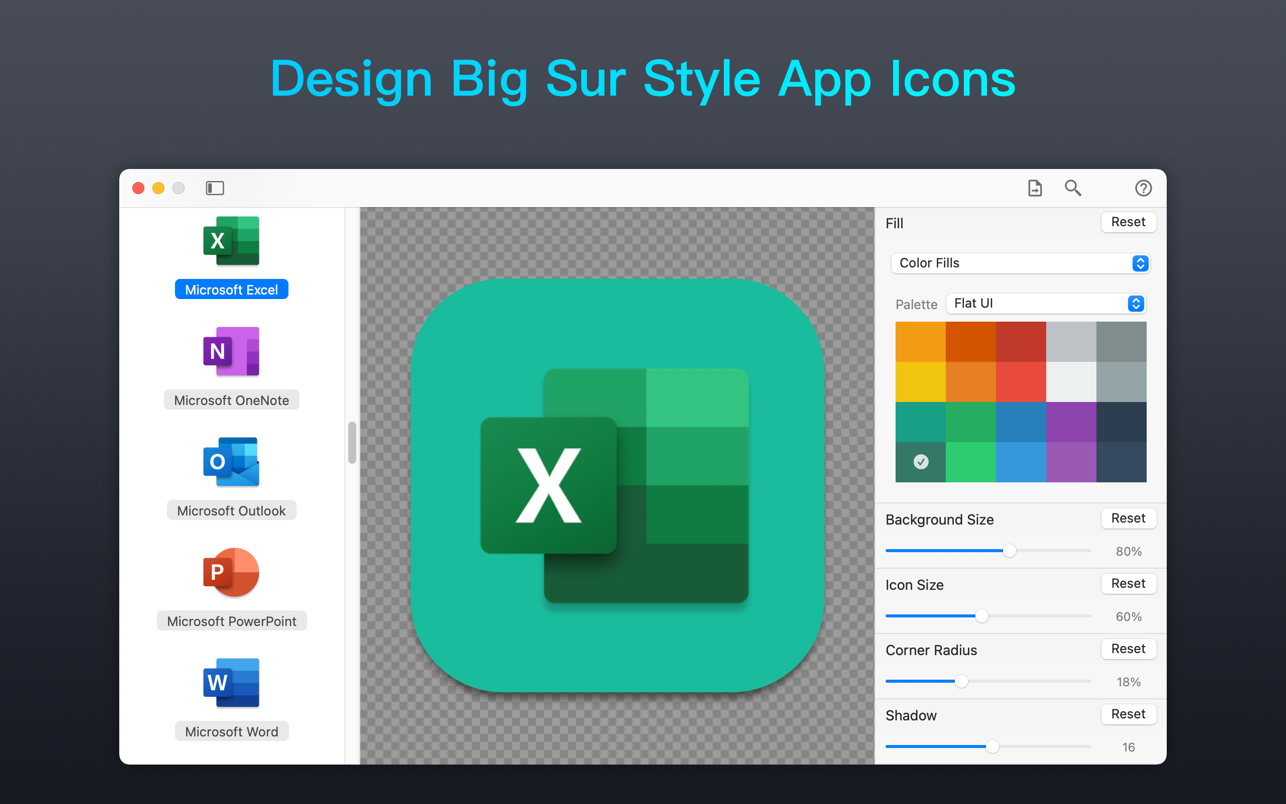 Design Big Sur Style App Icons
X
Microsoft Excel
N
Microsoft OneNote
O
Microsoft Outlook
P
Microsoft PowerPoint
W
Microsoft Word
X
Fill
Reset
Color Fills
Palette
Flat UI
Background Size
Reset
80%
Icon Size
Reset
60%
Corner Radius
Reset
18%
Shadow
Reset
16